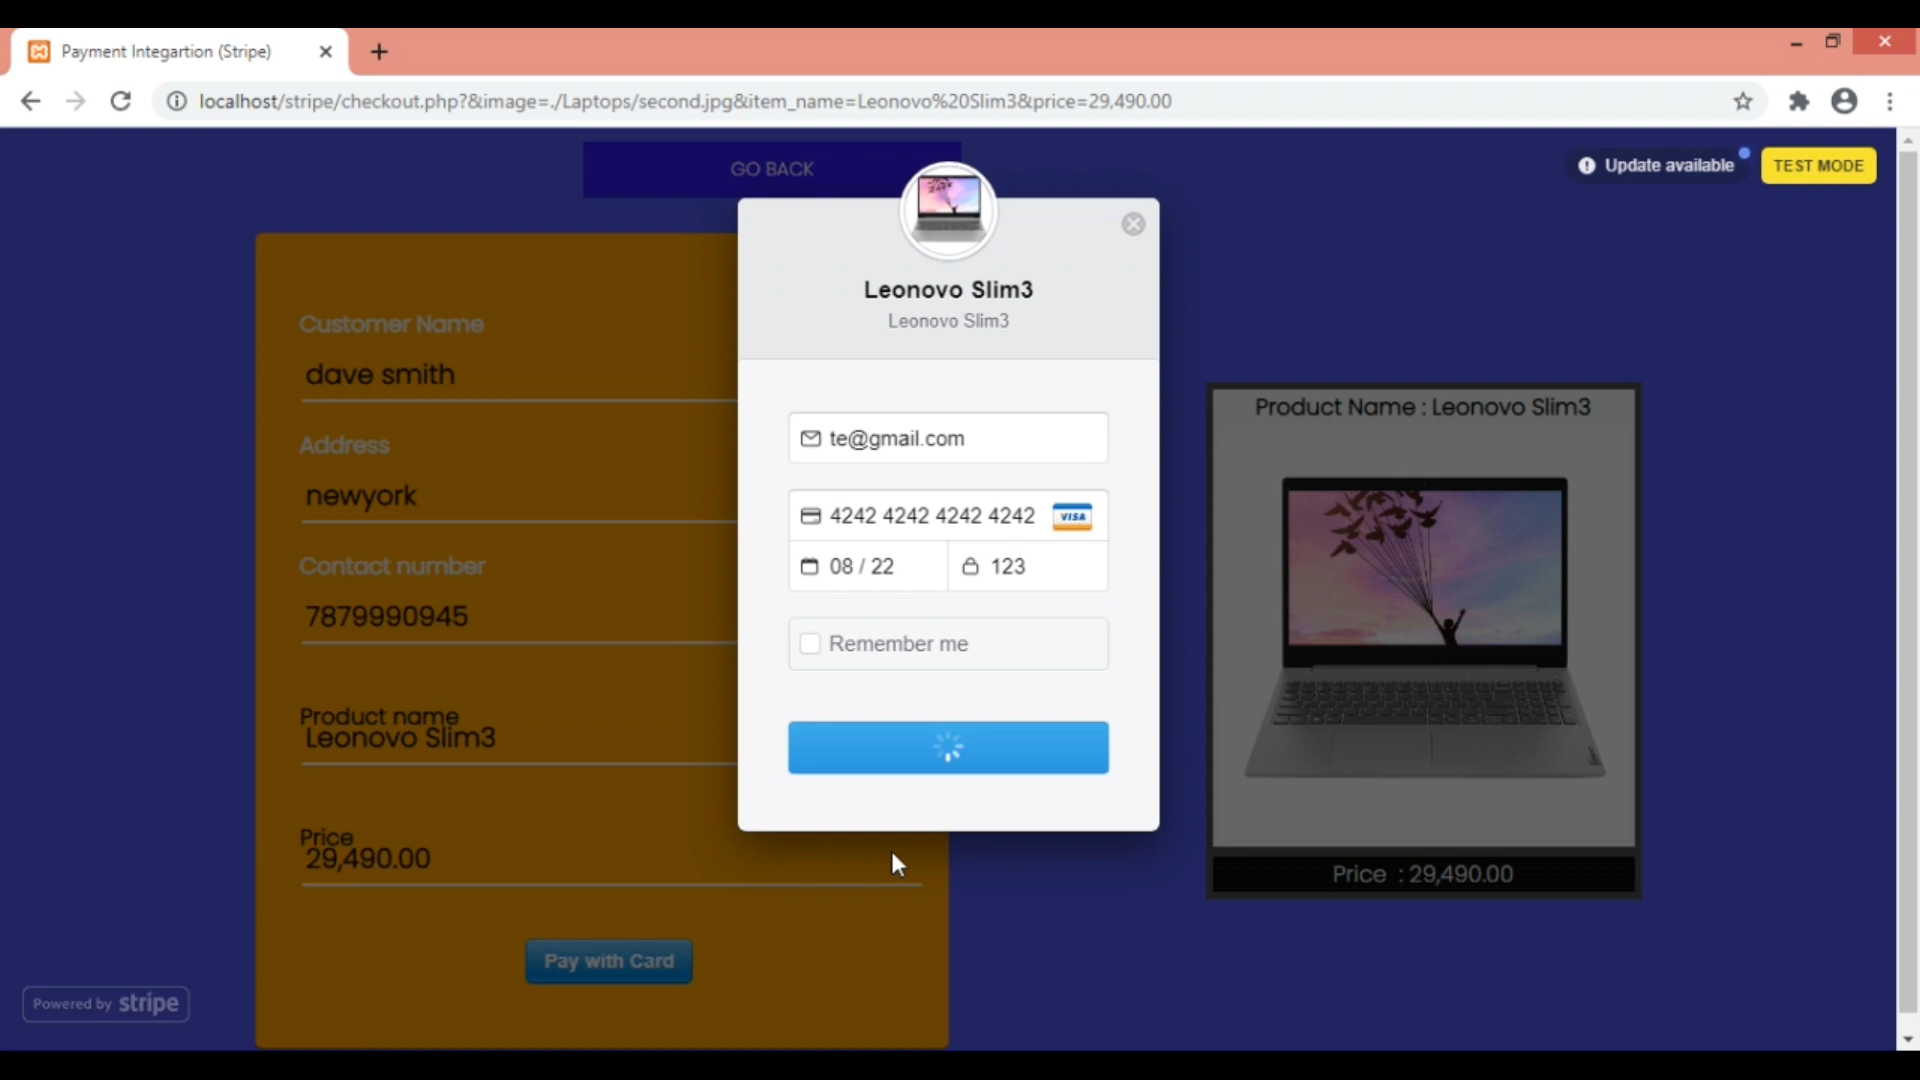 Payment Integartion (Stripe)
localhost/stripe/checkout.php?&image=./Laptops/second.jpg&item_name=Leonovo%20Slim3&price=29,490.00
GO BACK
Update available
TEST MODE
Leonovo Slim3
Leonovo Slim3
te@gmail.com
4242 4242 4242 4242 VISA
08 / 22 123
Remember me
Customer Name
dave smith
Address
newyork
Contact number
7879990945
Product name
Leonovo Slim3
Price
29,490.00
Pay with Card
Product Name : Leonovo Slim3
Price : 29,490.00
Powered by stripe